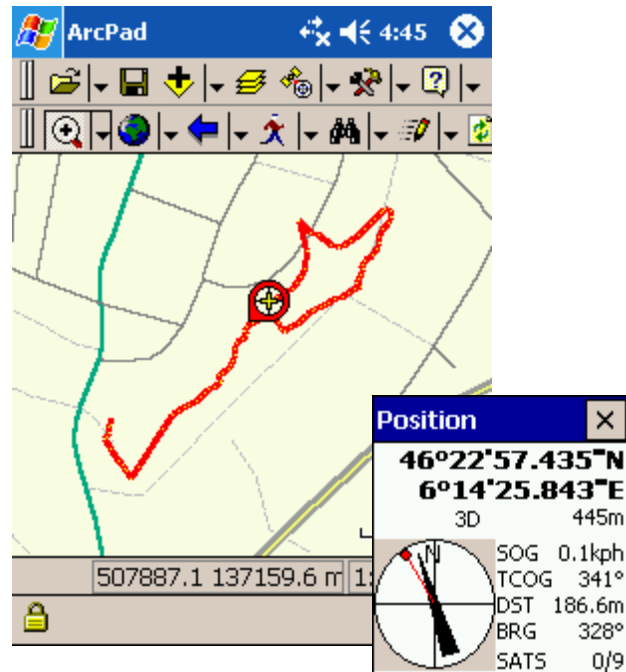 ArcPad 4:45
Position
46°22'57.435"N
6°14'25.843"E
3D 445m
N
SOG 0.1kph
TCOG 341°
DST 186.6m
BRG 328°
SATS 0/9
507887.1 137159.6 m 1: